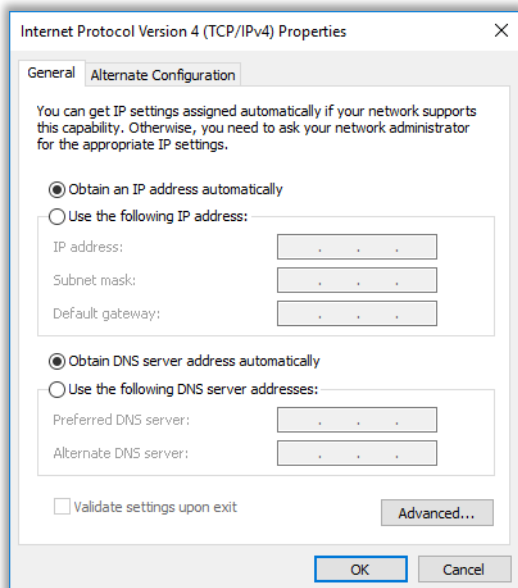 Internet Protocol Version 4 (TCP/IPv4) Properties
General
Alternate Configuration
You can get IP settings assigned automatically if your network supports
this capability. Otherwise, you need to ask your network administrator
for the appropriate IP settings.
Obtain an IP address automatically
Use the following IP address:
IP address:
Subnet mask:
Default gateway:
Obtain DNS server address automatically
Use the following DNS server addresses:
Preferred DNS server:
Alternate DNS server:
Validate settings upon exit
Advanced...
OK
Cancel